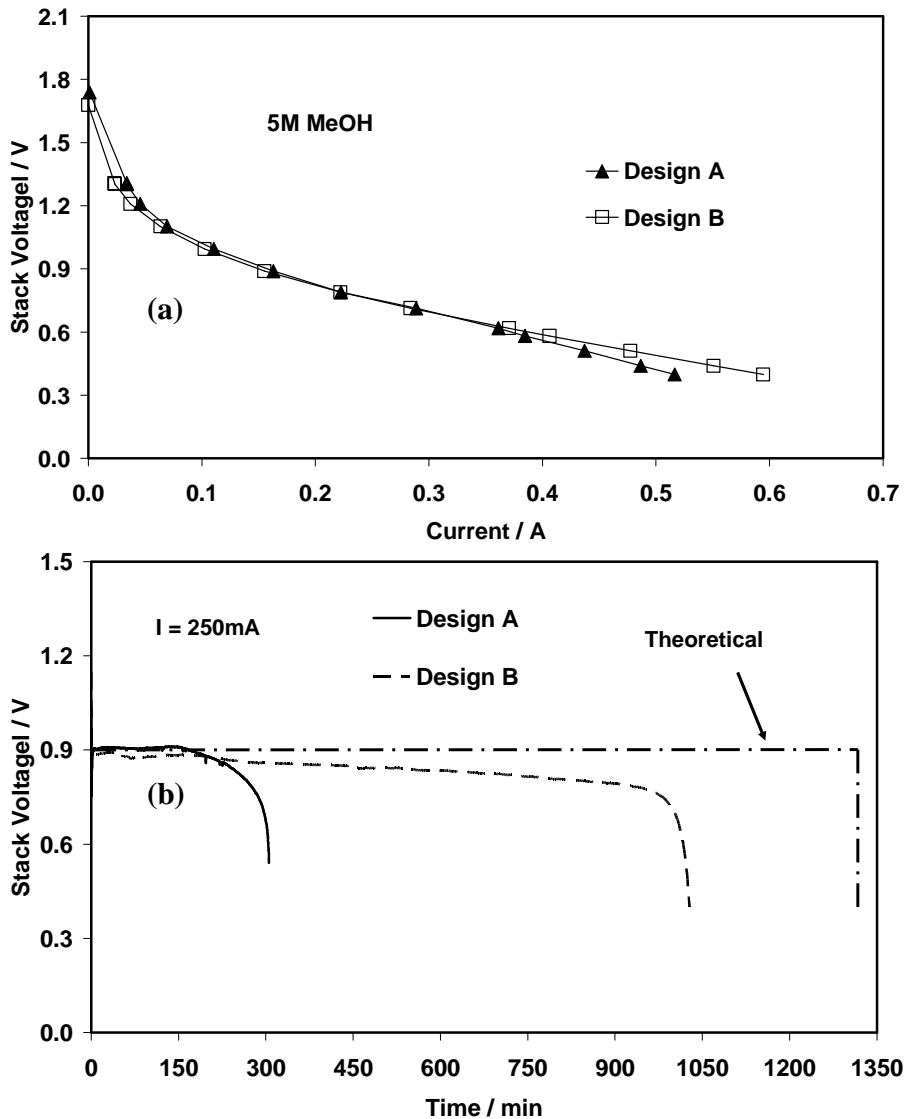 2.1
1.8
1.5
1.2
0.9
0.6
0.3
0.0
Stack Voltagel / V
5M MeOH
Design A
Design B
(a)
0.0 0.1 0.2 0.3 0.4 0.5 0.6 0.7
Current / A
1.5
1.2
0.9
0.6
0.3
0.0
Stack Voltagel / V
I = 250mA
Design A
Design B
Theoretical
(b)
0 150 300 450 600 750 900 1050 1200 1350
Time / min